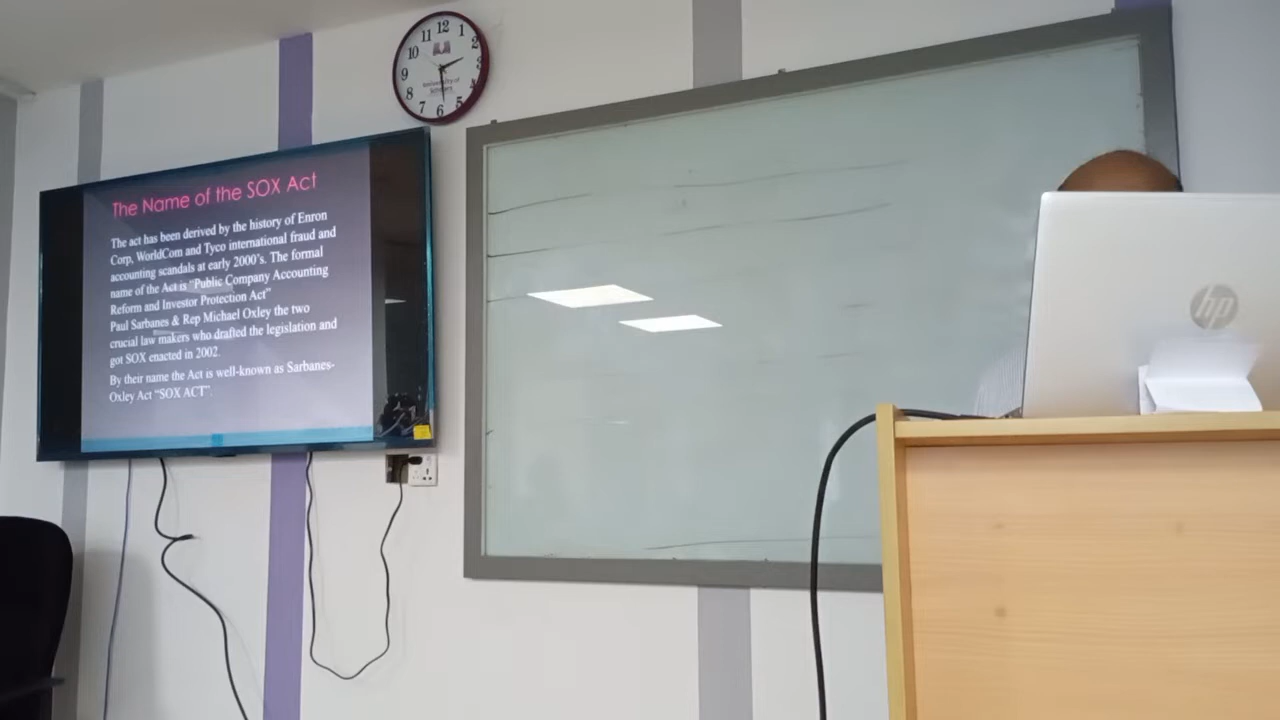 The Name of the SOX Act
The act has been derived by the history of Enron
Corp, WorldCom and Tyco international fraud and
accounting scandals at early 2000's. The formal
name of the Act is "Public Company Accounting
Reform and Investor Protection Act"
Paul Sarbanes & Rep Michael Oxley the two
crucial law makers who drafted the legislation and
got SOX enacted in 2002.
By their name the Act is well-known as Sarbanes-
Oxley Act "SOX ACT".
12
1
2
3
4
5
6
7
8
9
10
11
University of
Scholars
hp